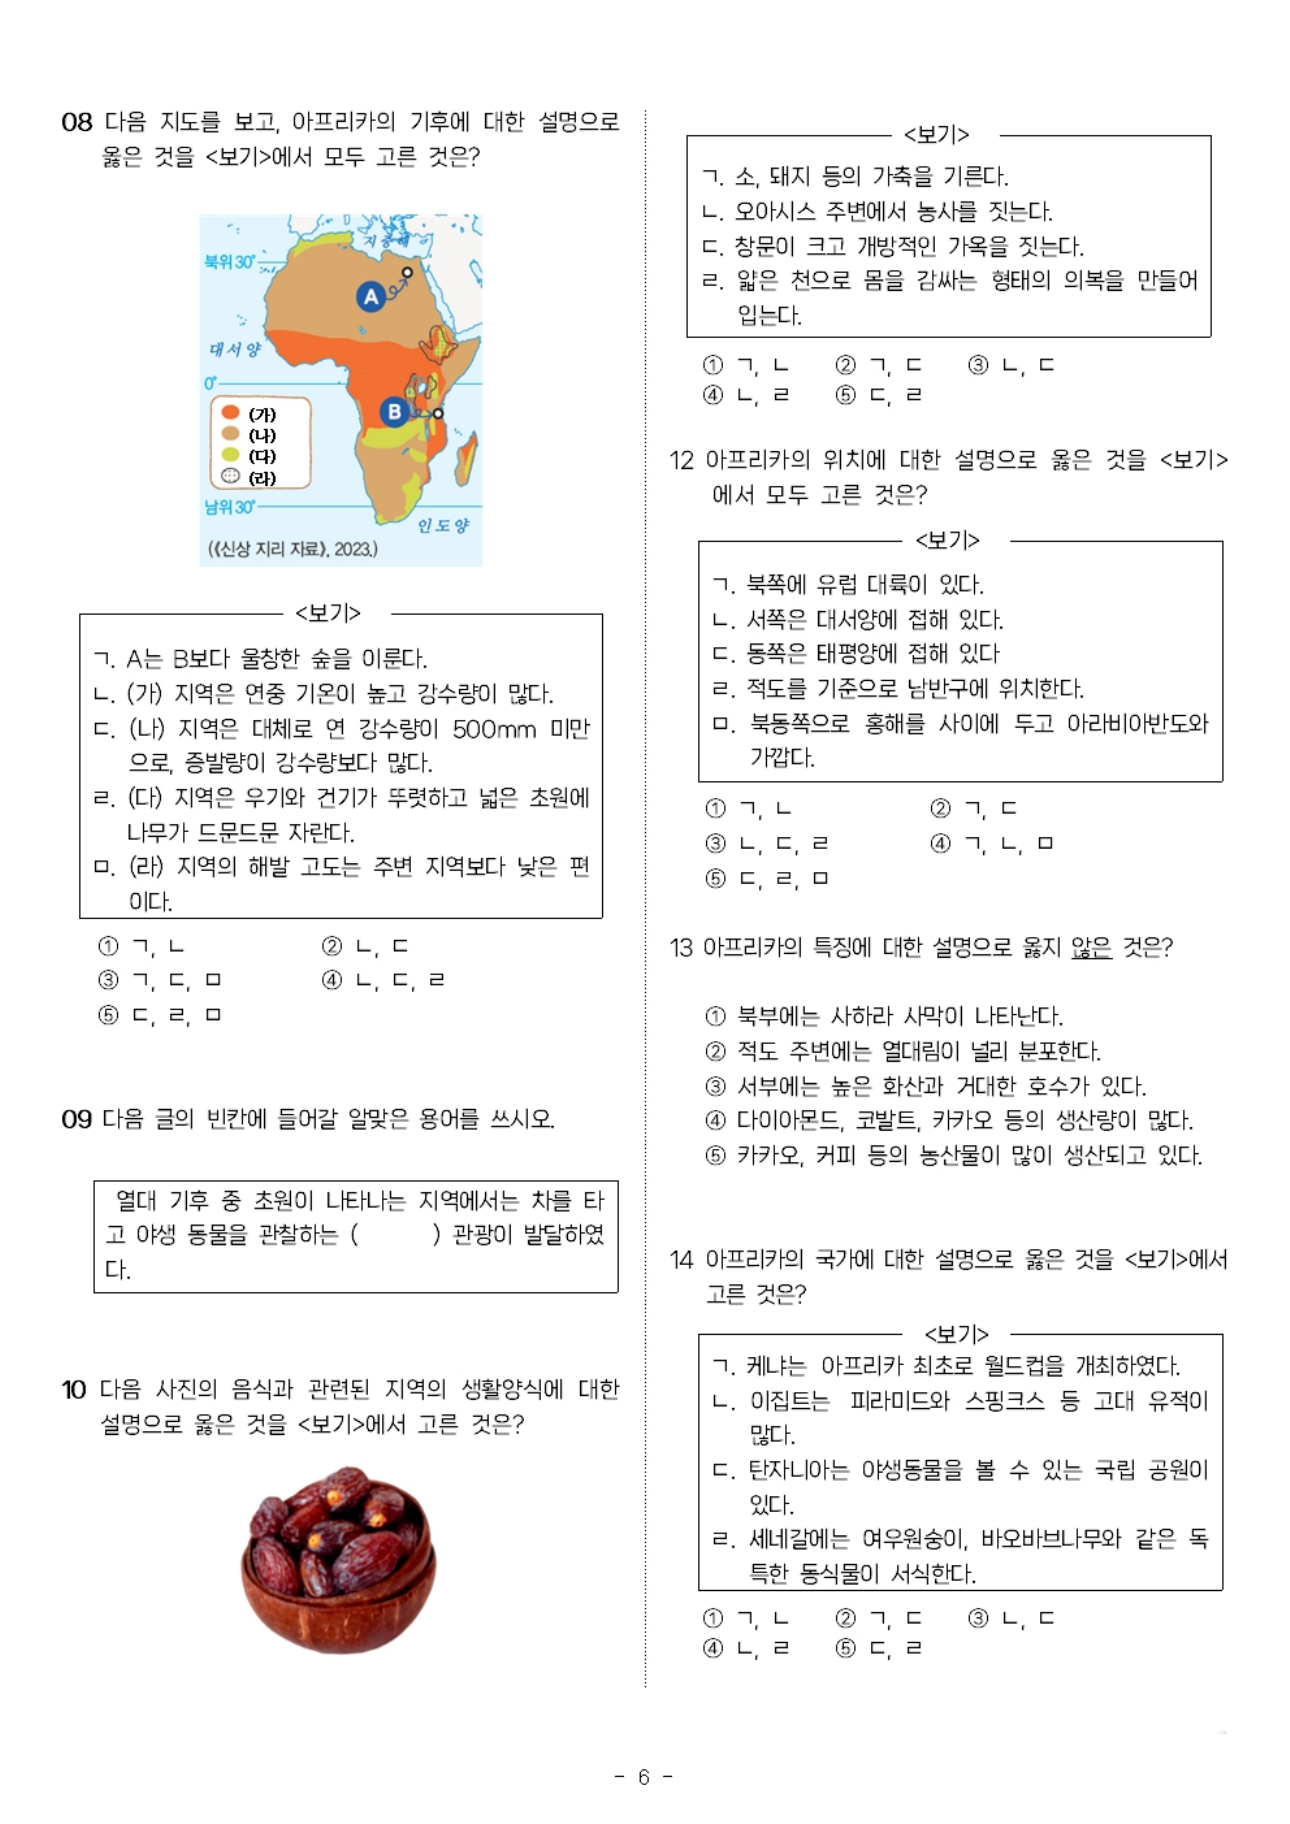 08 다음 지도를 보고, 아프리카의 기후에 대한 설명으로
옳은 것을 <보기>에서 모두 고른 것은?
지중해
북위 30°
A
대서양
0°
B
(가)
(나)
(다)
(라)
남위 30°
인도양
(《신상 지리 자료》, 2023.)
<보기>
ㄱ. A는 B보다 울창한 숲을 이룬다.
ㄴ. (가) 지역은 연중 기온이 높고 강수량이 많다.
ㄷ. (나) 지역은 대체로 연 강수량이 500mm 미만
으로, 증발량이 강수량보다 많다.
ㄹ. (다) 지역은 우기와 건기가 뚜렷하고 넓은 초원에
나무가 드문드문 자란다.
ㅁ. (라) 지역의 해발 고도는 주변 지역보다 낮은 편
이다.
① ㄱ, ㄴ ② ㄴ, ㄷ
③ ㄱ, ㄷ, ㅁ ④ ㄴ, ㄷ, ㄹ
⑤ ㄷ, ㄹ, ㅁ
09 다음 글의 빈칸에 들어갈 알맞은 용어를 쓰시오.
열대 기후 중 초원이 나타나는 지역에서는 차를 타
고 야생 동물을 관찰하는 ( ) 관광이 발달하였
다.
10 다음 사진의 음식과 관련된 지역의 생활양식에 대한
설명으로 옳은 것을 <보기>에서 고른 것은?
<보기>
ㄱ. 소, 돼지 등의 가축을 기른다.
ㄴ. 오아시스 주변에서 농사를 짓는다.
ㄷ. 창문이 크고 개방적인 가옥을 짓는다.
ㄹ. 얇은 천으로 몸을 감싸는 형태의 의복을 만들어
입는다.
① ㄱ, ㄴ ② ㄱ, ㄷ ③ ㄴ, ㄷ
④ ㄴ, ㄹ ⑤ ㄷ, ㄹ
12 아프리카의 위치에 대한 설명으로 옳은 것을 <보기>
에서 모두 고른 것은?
<보기>
ㄱ. 북쪽에 유럽 대륙이 있다.
ㄴ. 서쪽은 대서양에 접해 있다.
ㄷ. 동쪽은 태평양에 접해 있다
ㄹ. 적도를 기준으로 남반구에 위치한다.
ㅁ. 북동쪽으로 홍해를 사이에 두고 아라비아반도와
가깝다.
① ㄱ, ㄴ ② ㄱ, ㄷ
③ ㄴ, ㄷ, ㄹ ④ ㄱ, ㄴ, ㅁ
⑤ ㄷ, ㄹ, ㅁ
13 아프리카의 특징에 대한 설명으로 옳지 않은 것은?
① 북부에는 사하라 사막이 나타난다.
② 적도 주변에는 열대림이 널리 분포한다.
③ 서부에는 높은 화산과 거대한 호수가 있다.
④ 다이아몬드, 코발트, 카카오 등의 생산량이 많다.
⑤ 카카오, 커피 등의 농산물이 많이 생산되고 있다.
14 아프리카의 국가에 대한 설명으로 옳은 것을 <보기>에서
고른 것은?
<보기>
ㄱ. 케냐는 아프리카 최초로 월드컵을 개최하였다.
ㄴ. 이집트는 피라미드와 스핑크스 등 고대 유적이
많다.
ㄷ. 탄자니아는 야생동물을 볼 수 있는 국립 공원이
있다.
ㄹ. 세네갈에는 여우원숭이, 바오바브나무와 같은 독
특한 동식물이 서식한다.
① ㄱ, ㄴ ② ㄱ, ㄷ ③ ㄴ, ㄷ
④ ㄴ, ㄹ ⑤ ㄷ, ㄹ
- 6 -